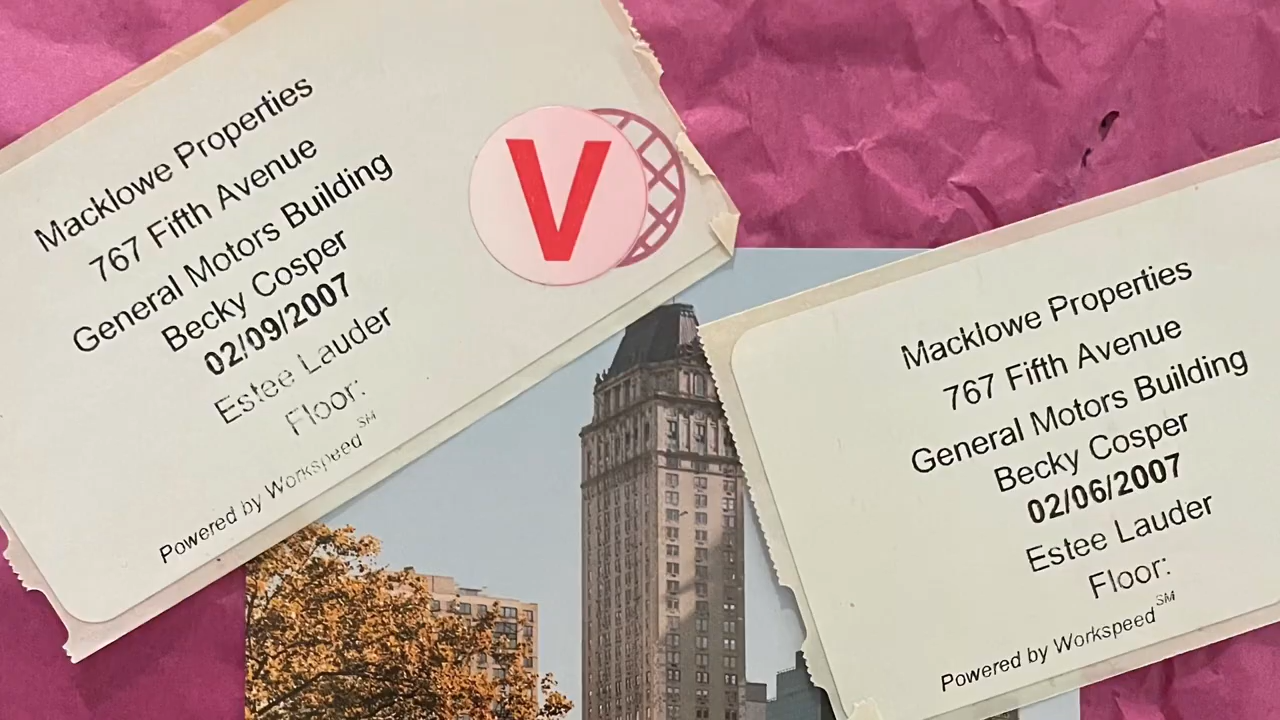 Macklowe Properties
767 Fifth Avenue
General Motors Building
Becky Cosper
02/09/2007
Estee Lauder
Floor:
Powered by Workspeed SM
V
Macklowe Properties
767 Fifth Avenue
General Motors Building
Becky Cosper
02/06/2007
Estee Lauder
Floor:
Powered by Workspeed SM